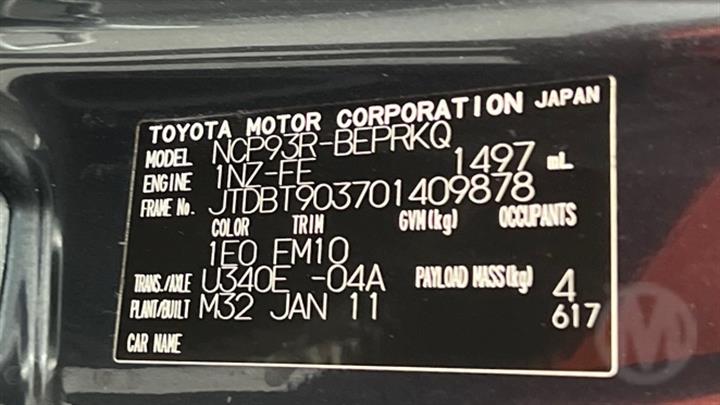 TOYOTA MOTOR CORPORATION JAPAN
MODEL NCP93R-BEPRKQ
ENGINE 1NZ-FE 1497 mL
FRAME No. JTDBT903701409878
COLOR TRIM GVM(kg) OCCUPANTS
1E0 FM10
TRANS./AXLE U340E -04A PAYLOAD MASS(kg) 4
PLANT/BUILT M32 JAN 11 617
CAR NAME
M